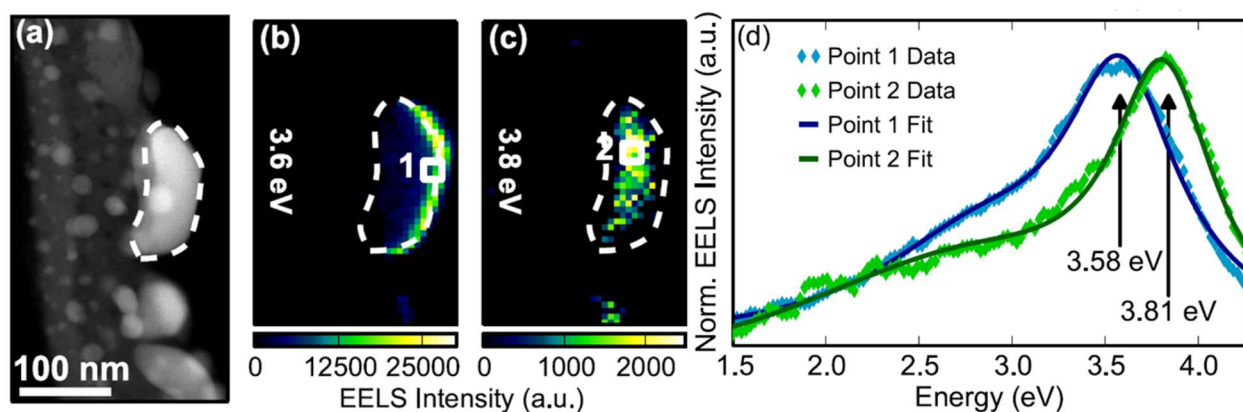 (a)
100 nm
(b)
3.6 eV
1
0 12500 25000
(c)
3.8 eV
2
0 1000 2000
EELS Intensity (a.u.)
(d)
Norm. EELS Intensity (a.u.)
Point 1 Data
Point 2 Data
Point 1 Fit
Point 2 Fit
3.58 eV
3.81 eV
1.5 2.0 2.5 3.0 3.5 4.0
Energy (eV)